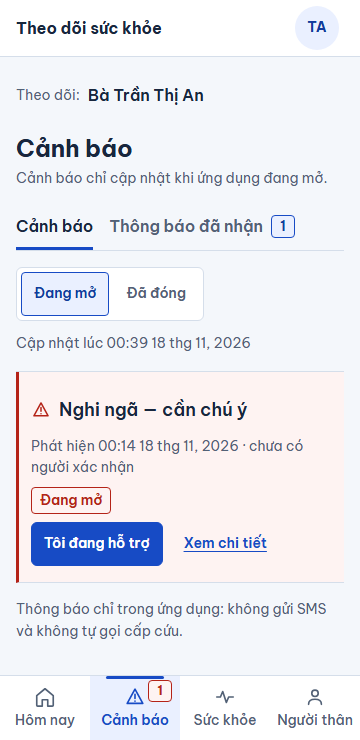 Theo dõi sức khỏe
TA
Theo dõi: Bà Trần Thị An
Cảnh báo
Cảnh báo chỉ cập nhật khi ứng dụng đang mở.
Cảnh báo Thông báo đã nhận 1
Đang mở Đã đóng
Cập nhật lúc 00:39 18 thg 11, 2026
Nghi ngã — cần chú ý
Phát hiện 00:14 18 thg 11, 2026 · chưa có
người xác nhận
Đang mở
Tôi đang hỗ trợ Xem chi tiết
Thông báo chỉ trong ứng dụng: không gửi SMS
và không tự gọi cấp cứu.
1
Hôm nay Cảnh báo Sức khỏe Người thân